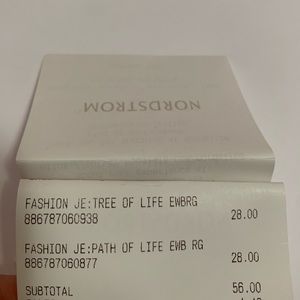 NORDSTROM
FASHION JE:TREE OF LIFE EWBRG
886787060938 28.00
FASHION JE:PATH OF LIFE EWB RG
886787060877 28.00
SUBTOTAL 56.00